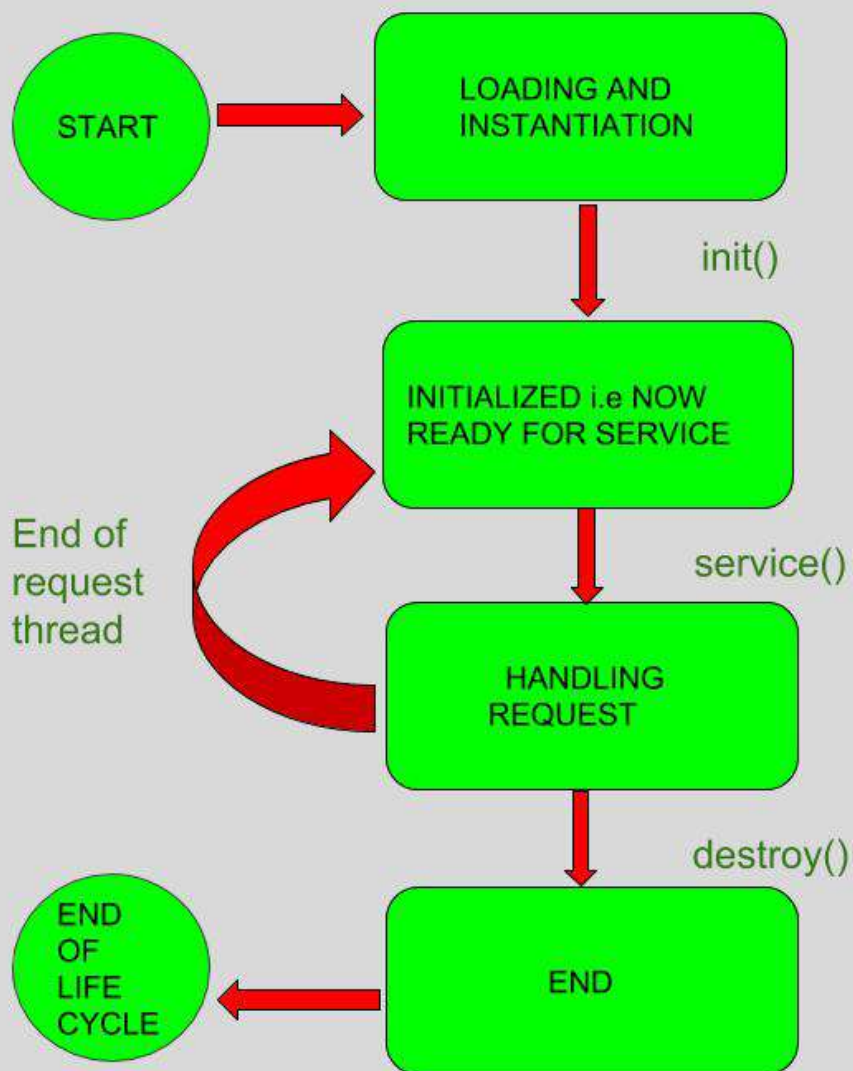 START
LOADING AND
INSTANTIATION
init()
INITIALIZED i.e NOW
READY FOR SERVICE
End of
request
thread
service()
HANDLING
REQUEST
destroy()
END
OF
LIFE
CYCLE
END